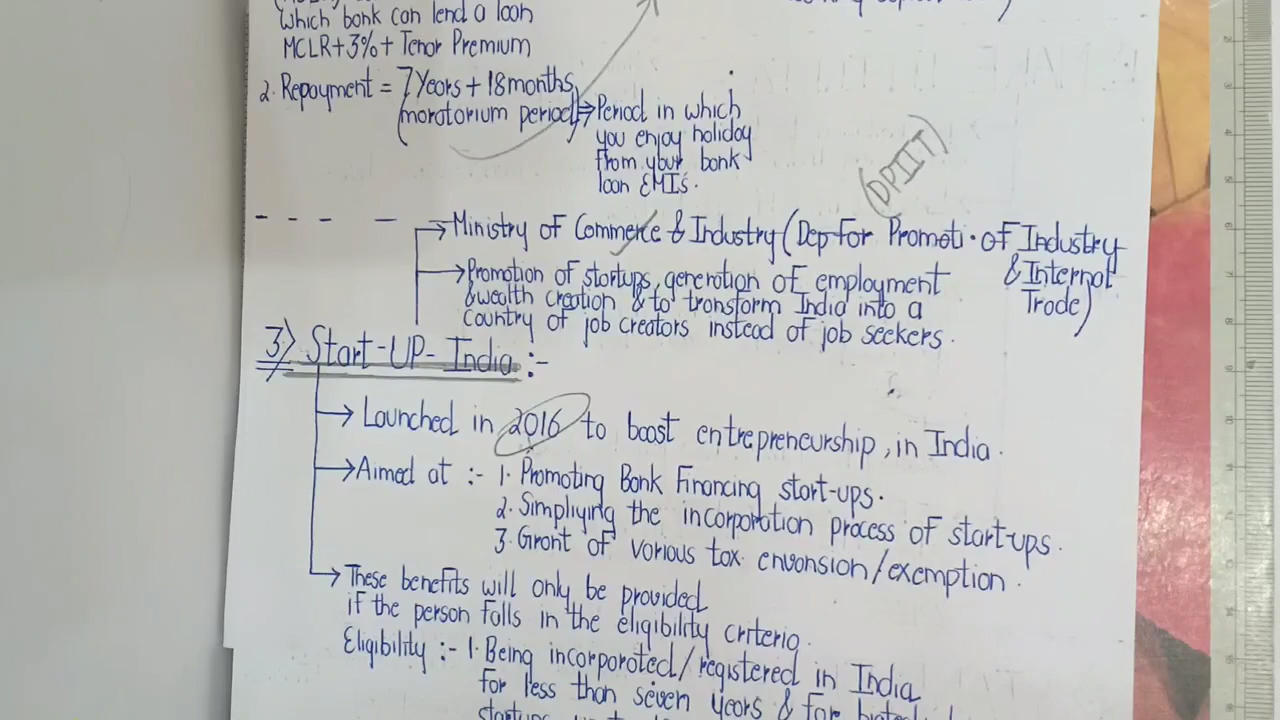 which bank can lend a loan
MCLR+3%+Tenor Premium
2. Repayment = 7 Years + 18 months
(moratorium period) ⇒ Period in which
you enjoy holiday
from your bank
loan EMIs.
(DPIIT)
→ Ministry of Commerce & Industry (Dep for Promoti. of Industry
& Internal
Trade)
→ Promotion of startups, generation of employment
& wealth creation & to transform India into a
country of job creators instead of job seekers.
3) Start-UP-India :-
→ Launched in 2016 to boost entrepreneurship, in India.
→ Aimed at :- 1. Promoting Bank Financing start-ups.
2. Simpliying the incorporation process of start-ups.
3. Grant of various tax /exemption.
→ These benefits will only be provided
if the person falls in the eligibility criteria.
Eligibility :- 1. Being incorporated/registered in India
for less than seven years & for